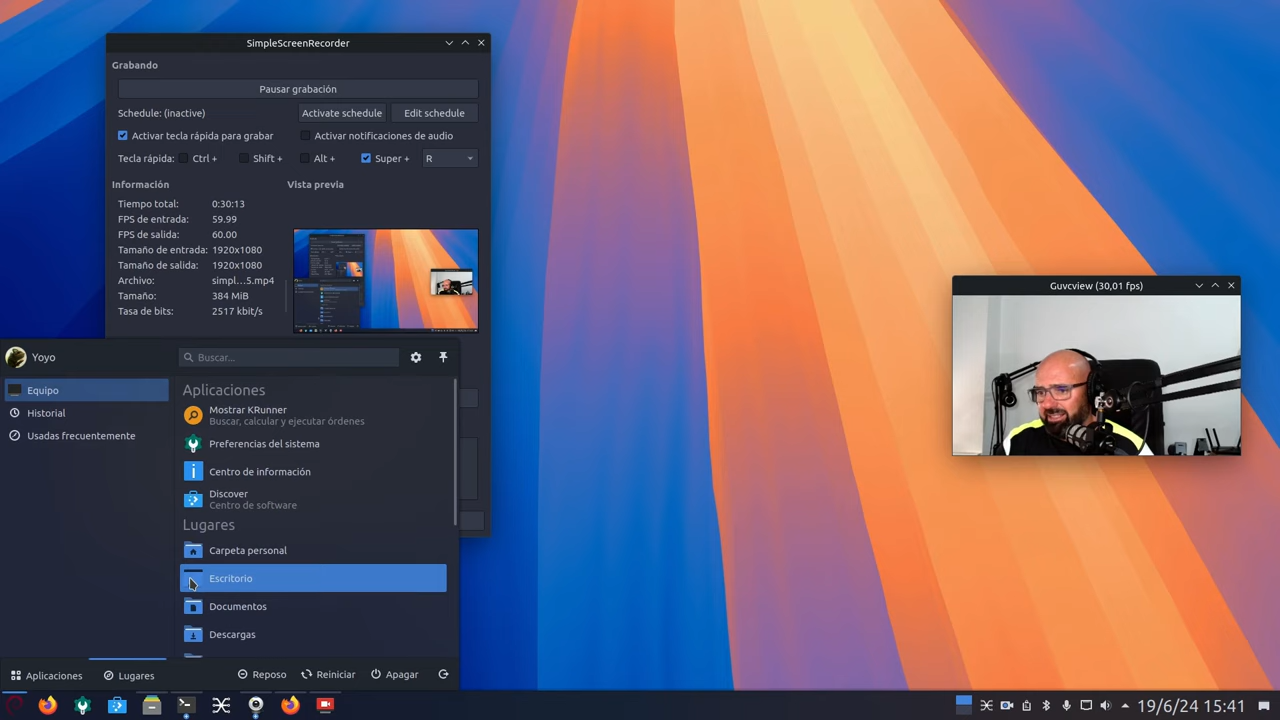 SimpleScreenRecorder
Grabando
Pausar grabación
Schedule: (inactive)
Activate schedule
Edit schedule
Activar tecla rápida para grabar
Activar notificaciones de audio
Tecla rápida:
Ctrl +
Shift +
Alt +
Super +
R
Información
Vista previa
Tiempo total: 0:30:13
FPS de entrada: 59.99
FPS de salida: 60.00
Tamaño de entrada: 1920x1080
Tamaño de salida: 1920x1080
Archivo: simpl...5.mp4
Tamaño: 384 MiB
Tasa de bits: 2517 kbit/s
Guvcview (30,01 fps)
Yoyo
Buscar...
Equipo
Historial
Usadas frecuentemente
Aplicaciones
Mostrar KRunner
Buscar, calcular y ejecutar órdenes
Preferencias del sistema
Centro de información
Discover
Centro de software
Lugares
Carpeta personal
Escritorio
Documentos
Descargas
Aplicaciones
Lugares
Reposo
Reiniciar
Apagar
19/6/24 15:41